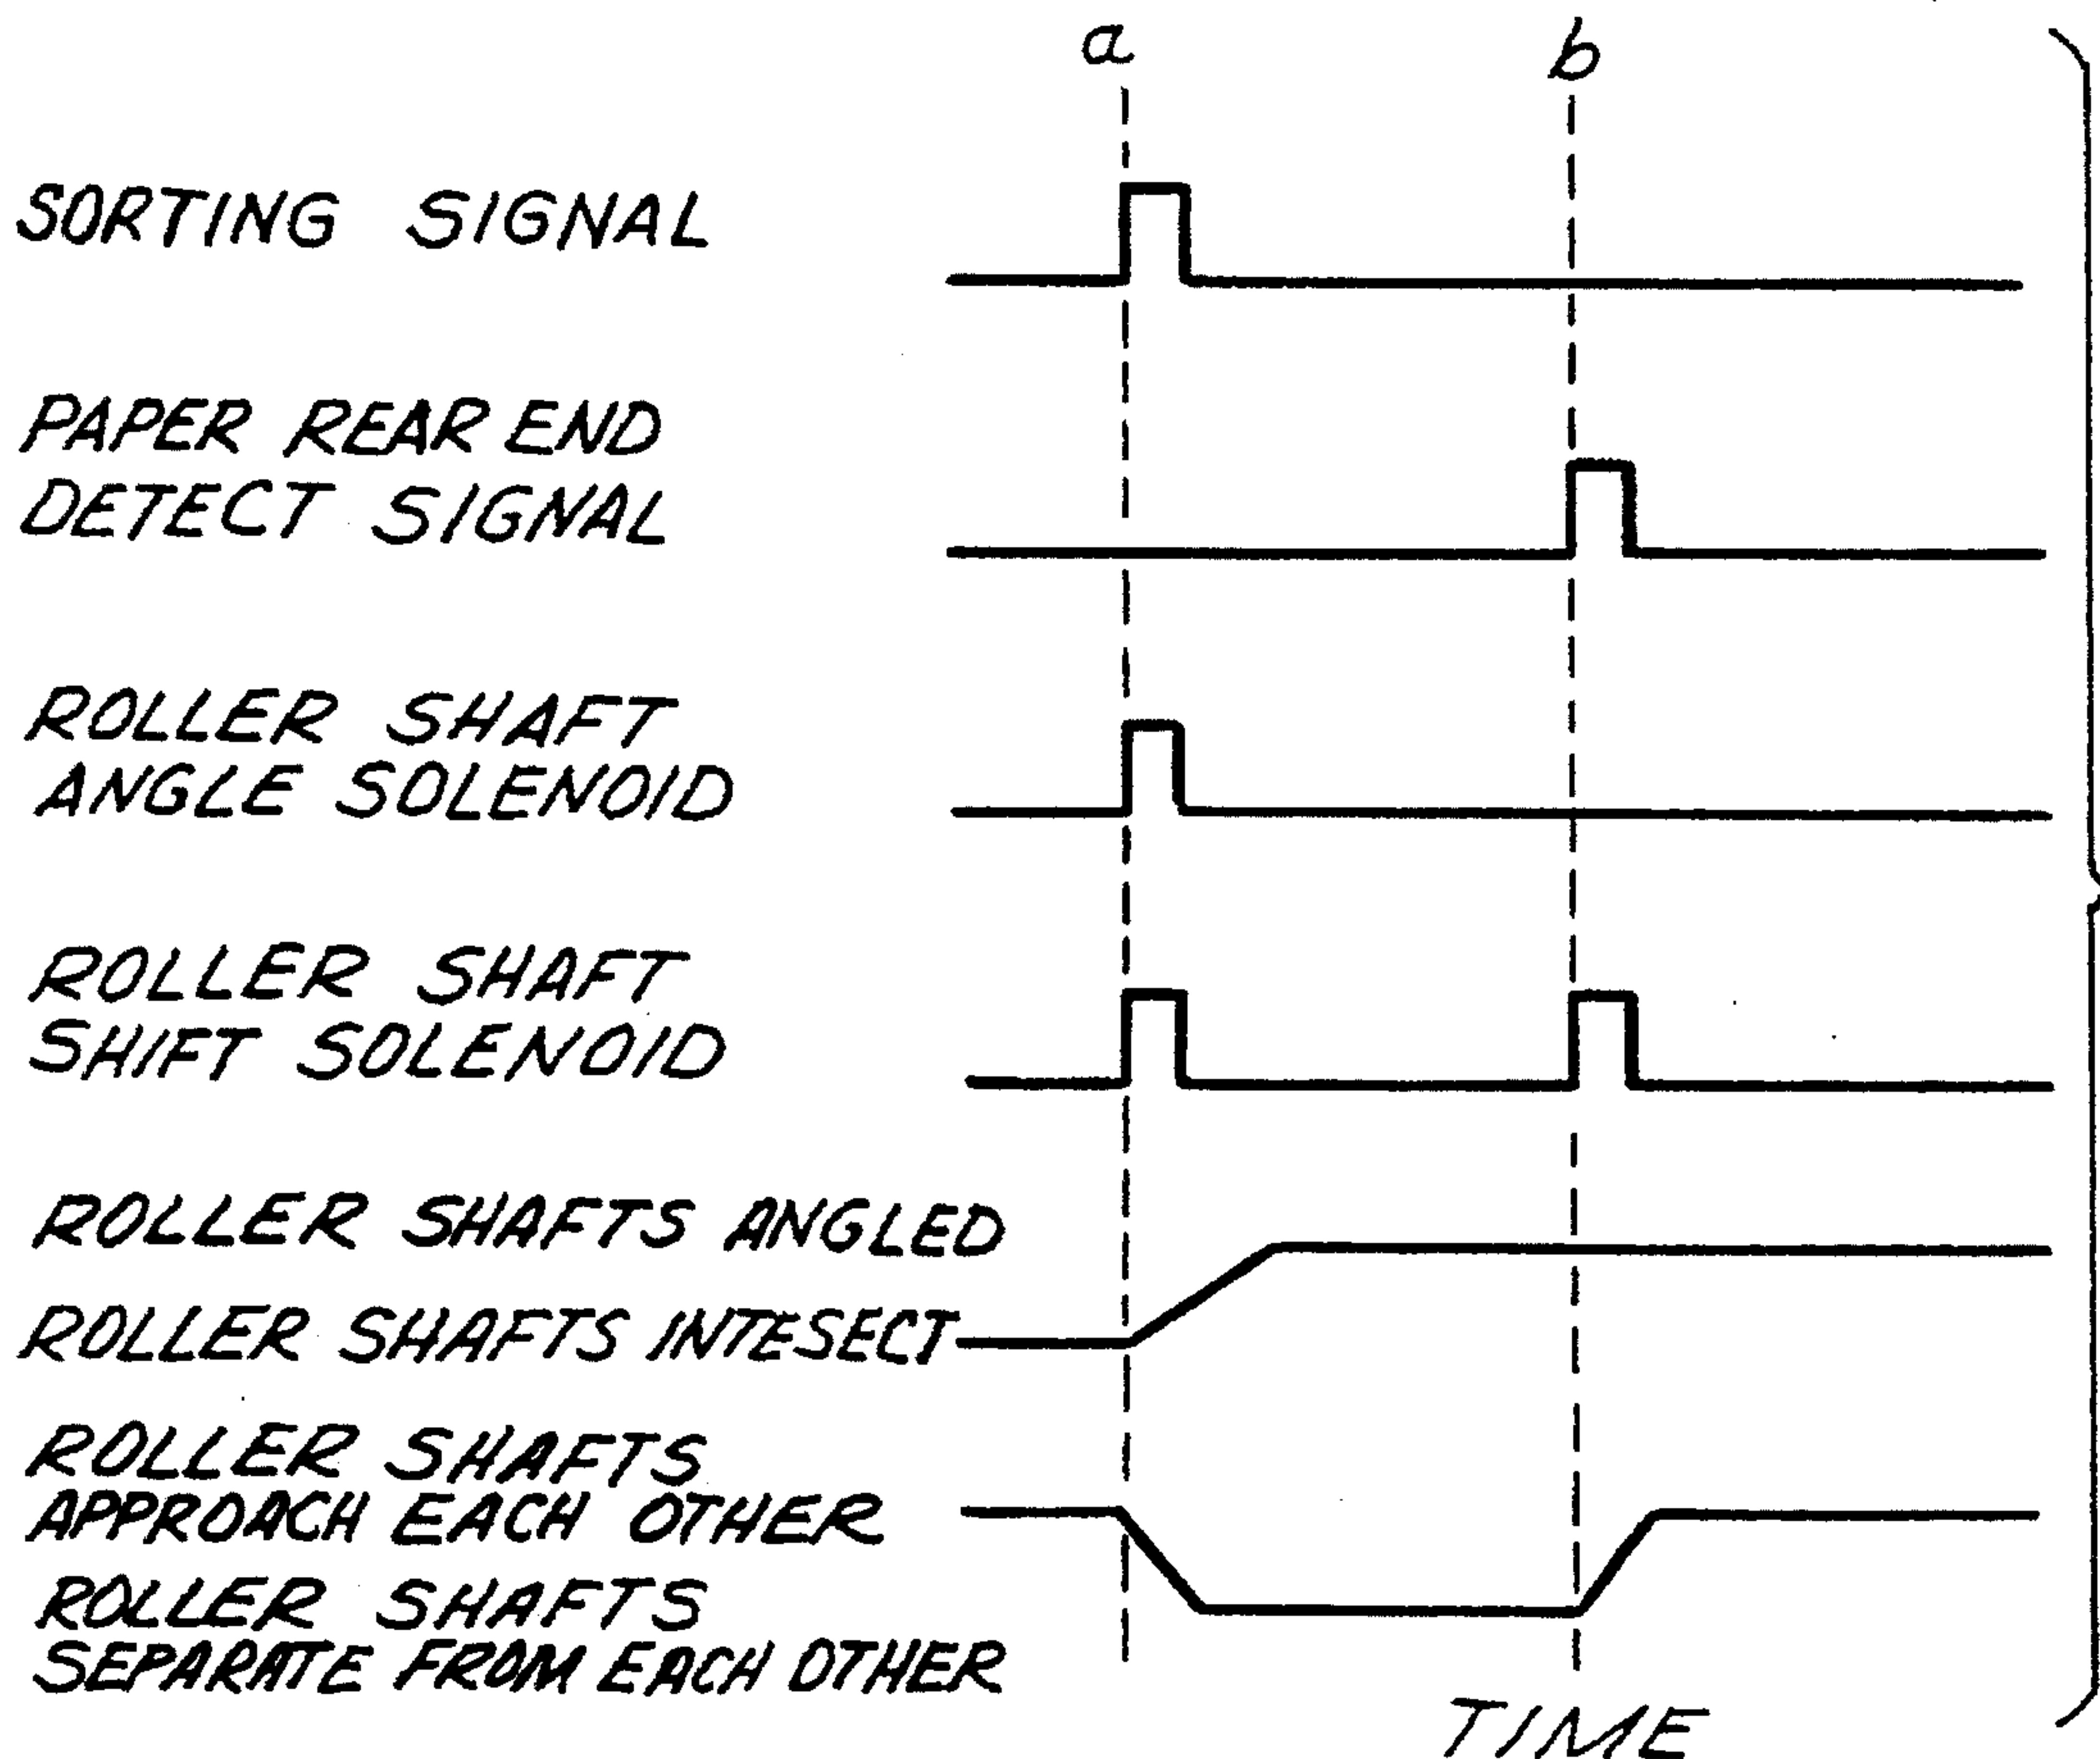 a b
SORTING SIGNAL
PAPER REAR END
DETECT SIGNAL
ROLLER SHAFT
ANGLE SOLENOID
ROLLER SHAFT
SHIFT SOLENOID
ROLLER SHAFTS ANGLED
ROLLER SHAFTS INTESECT
ROLLER SHAFTS
APPROACH EACH OTHER
ROLLER SHAFTS
SEPARATE FROM EACH OTHER
TIME